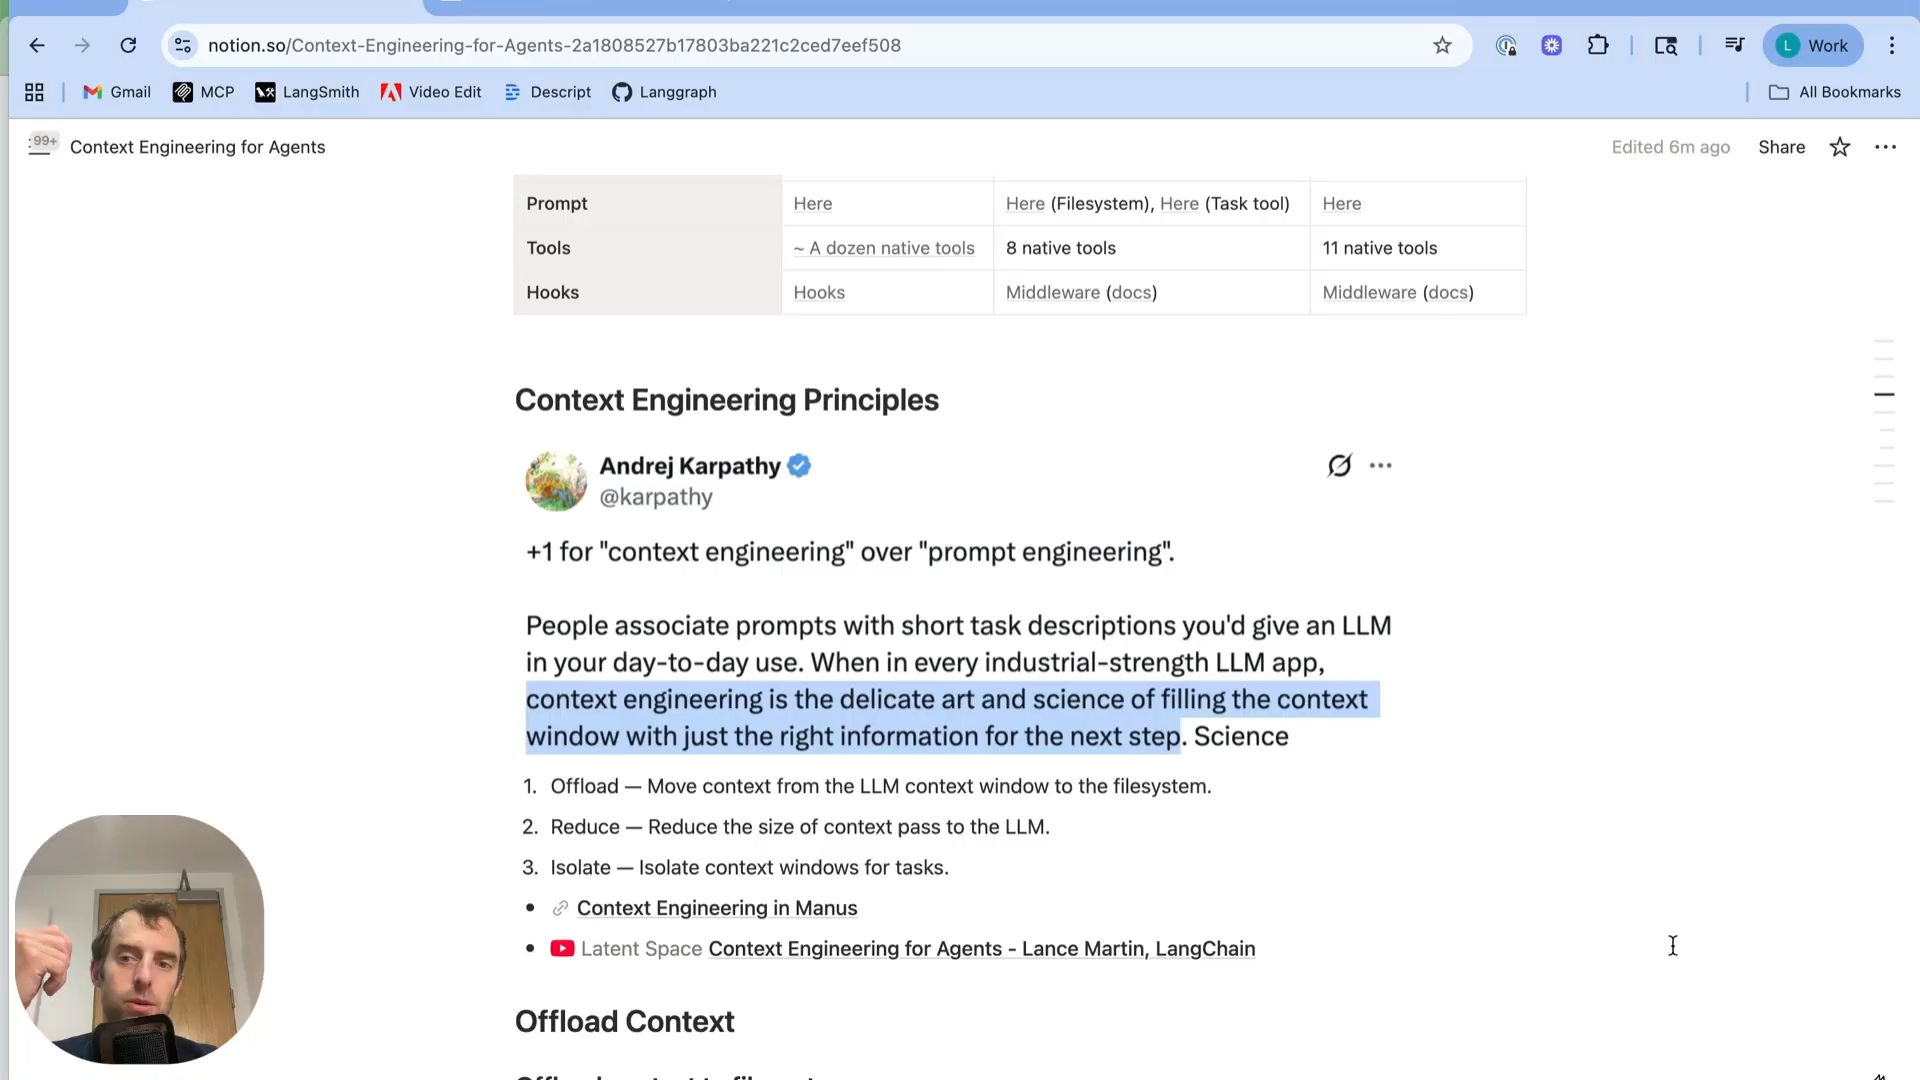 notion.so/Context-Engineering-for-Agents-2a1808527b17803ba221c2ced7eef508
L Work
Gmail MCP LangSmith Video Edit Descript Langgraph All Bookmarks
99+ Context Engineering for Agents Edited 6m ago Share
Prompt Here Here (Filesystem), Here (Task tool) Here
Tools ~ A dozen native tools 8 native tools 11 native tools
Hooks Hooks Middleware (docs) Middleware (docs)
Context Engineering Principles
Andrej Karpathy
@karpathy
+1 for "context engineering" over "prompt engineering".
People associate prompts with short task descriptions you'd give an LLM
in your day-to-day use. When in every industrial-strength LLM app,
context engineering is the delicate art and science of filling the context
window with just the right information for the next step. Science
1. Offload — Move context from the LLM context window to the filesystem.
2. Reduce — Reduce the size of context pass to the LLM.
3. Isolate — Isolate context windows for tasks.
• Context Engineering in Manus
• Latent Space Context Engineering for Agents - Lance Martin, LangChain
Offload Context